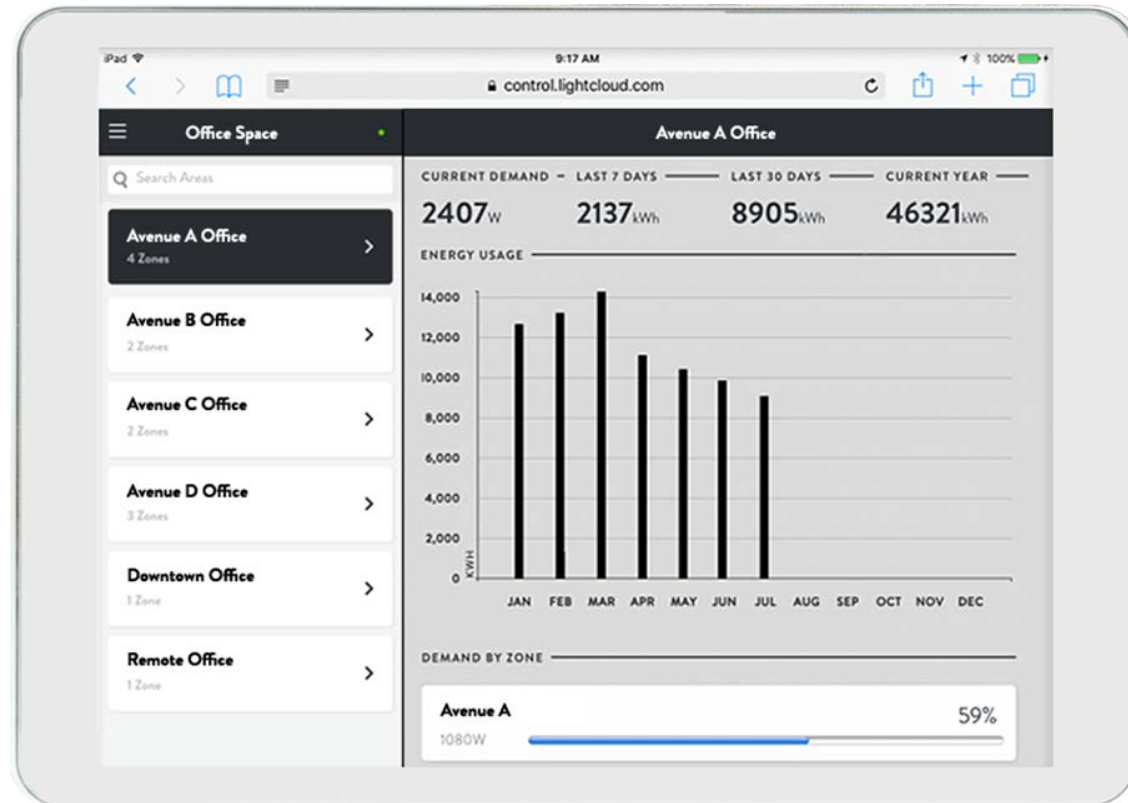 iPad 9:17 AM 100%
control.lightcloud.com
Office Space
Avenue A Office
Search Areas
Avenue A Office
4 Zones
Avenue B Office
2 Zones
Avenue C Office
2 Zones
Avenue D Office
3 Zones
Downtown Office
1 Zone
Remote Office
1 Zone
CURRENT DEMAND LAST 7 DAYS LAST 30 DAYS CURRENT YEAR
2407W 2137kWh 8905kWh 46321kWh
ENERGY USAGE
14,000
12,000
10,000
8,000
6,000
4,000
2,000
0
KWH
JAN FEB MAR APR MAY JUN JUL AUG SEP OCT NOV DEC
DEMAND BY ZONE
Avenue A 59%
1080W